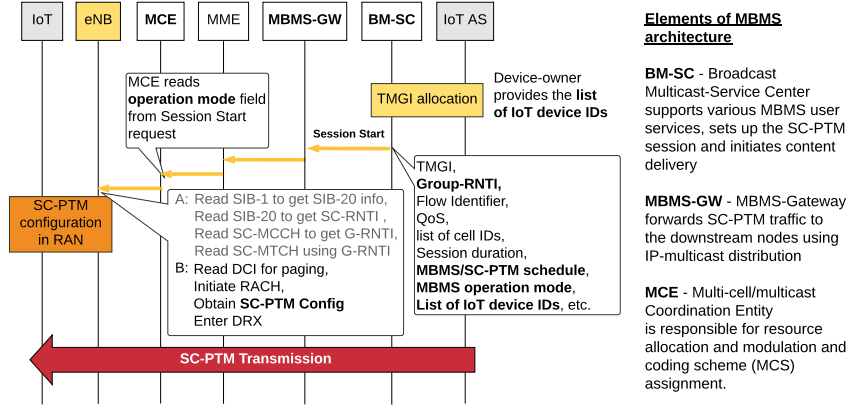 IoT
eNB
MCE
MME
MBMS-GW
BM-SC
IoT AS
MCE reads
operation mode field
from Session Start
request
TMGI allocation
Device-owner
provides the list
of IoT device IDs
Session Start
TMGI,
Group-RNTI,
Flow Identifier,
QoS,
list of cell IDs,
Session duration,
MBMS/SC-PTM schedule,
MBMS operation mode,
List of IoT device IDs, etc.
SC-PTM
configuration
in RAN
A: Read SIB-1 to get SIB-20 info,
Read SIB-20 to get SC-RNTI ,
Read SC-MCCH to get G-RNTI,
Read SC-MTCH using G-RNTI
B: Read DCI for paging,
Initiate RACH,
Obtain SC-PTM Config
Enter DRX
SC-PTM Transmission
Elements of MBMS
architecture
BM-SC - Broadcast
Multicast-Service Center
supports various MBMS user
services, sets up the SC-PTM
session and initiates content
delivery
MBMS-GW - MBMS-Gateway
forwards SC-PTM traffic to
the downstream nodes using
IP-multicast distribution
MCE - Multi-cell/multicast
Coordination Entity
is responsible for resource
allocation and modulation and
coding scheme (MCS)
assignment.